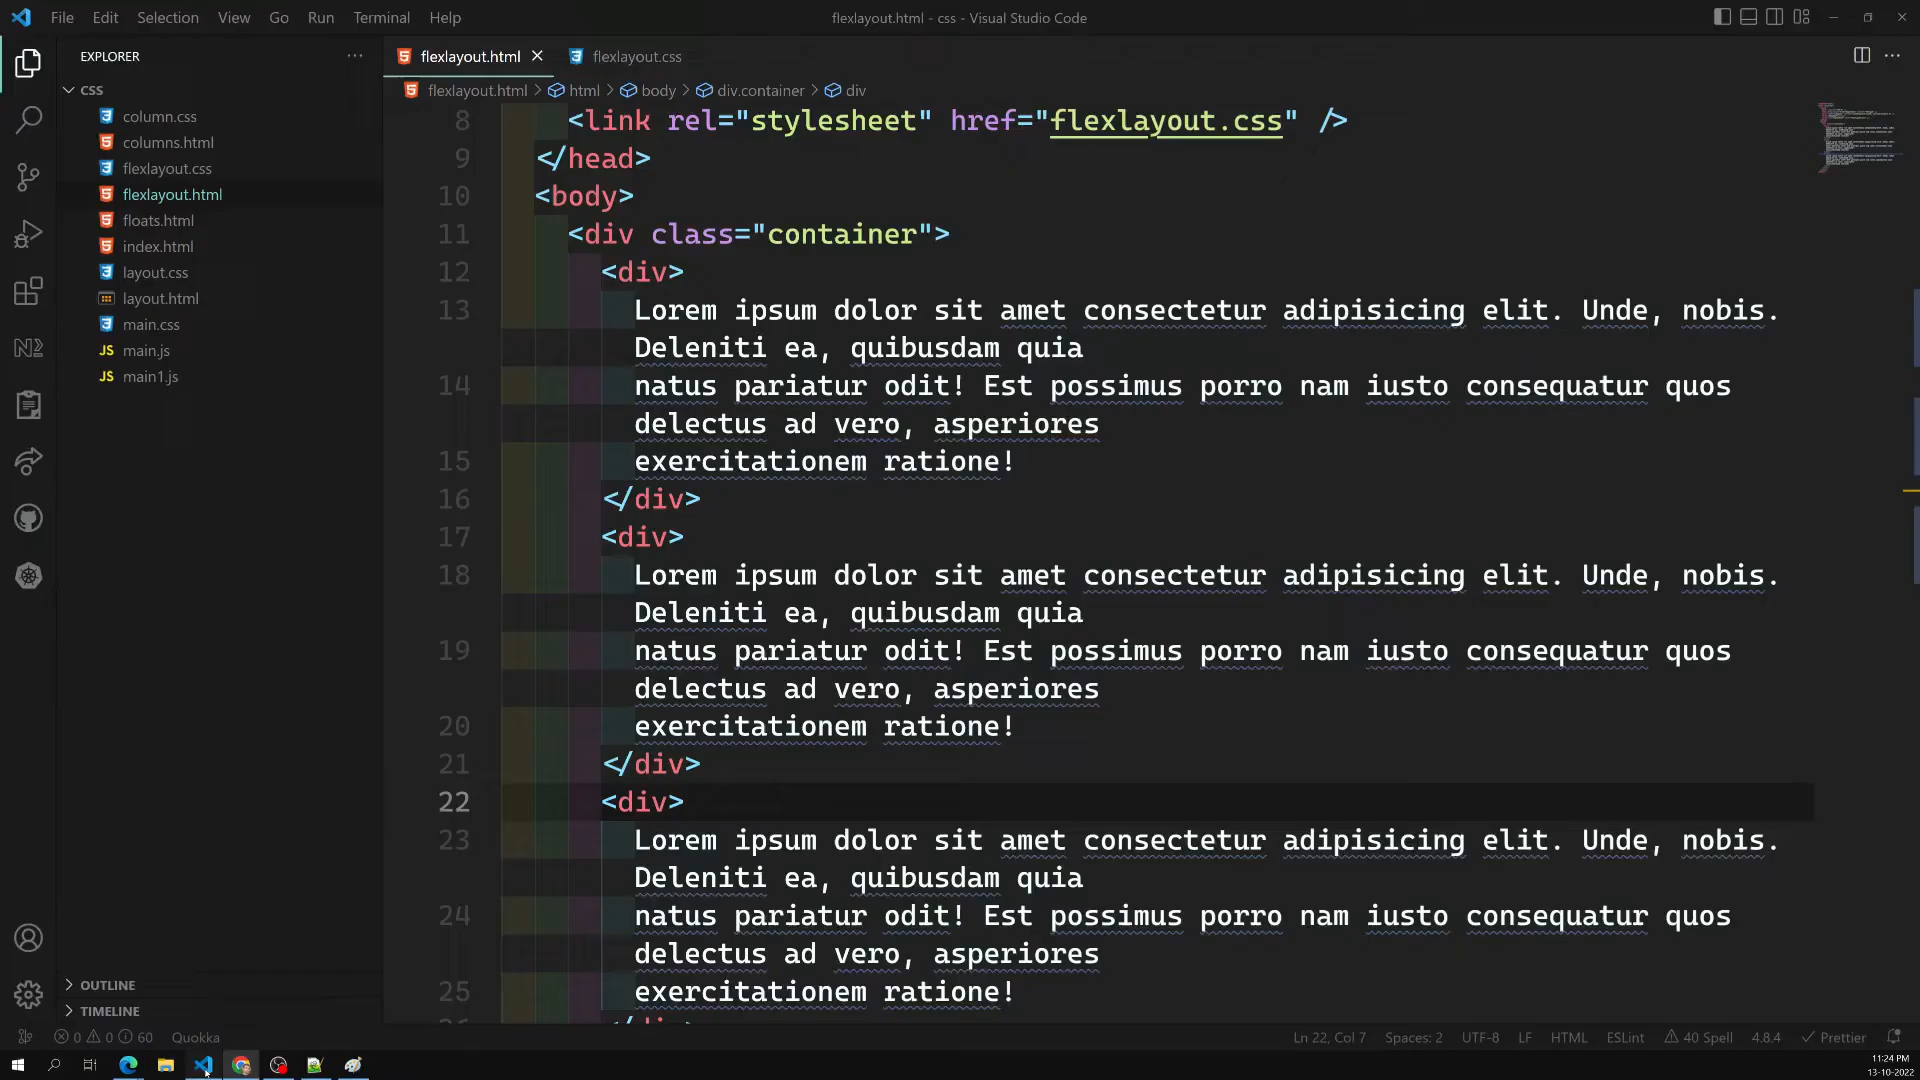 File Edit Selection View Go Run Terminal Help
flexlayout.html - css - Visual Studio Code
EXPLORER
CSS
column.css
columns.html
flexlayout.css
flexlayout.html
floats.html
index.html
layout.css
layout.html
main.css
JS main.js
JS main1.js
OUTLINE
TIMELINE
flexlayout.html flexlayout.css
flexlayout.html > html > body > div.container > div
8 <link rel="stylesheet" href="flexlayout.css" />
9 </head>
10 <body>
11 <div class="container">
12 <div>
13 Lorem ipsum dolor sit amet consectetur adipisicing elit. Unde, nobis.
Deleniti ea, quibusdam quia
14 natus pariatur odit! Est possimus porro nam iusto consequatur quos
delectus ad vero, asperiores
15 exercitationem ratione!
16 </div>
17 <div>
18 Lorem ipsum dolor sit amet consectetur adipisicing elit. Unde, nobis.
Deleniti ea, quibusdam quia
19 natus pariatur odit! Est possimus porro nam iusto consequatur quos
delectus ad vero, asperiores
20 exercitationem ratione!
21 </div>
22 <div>
23 Lorem ipsum dolor sit amet consectetur adipisicing elit. Unde, nobis.
Deleniti ea, quibusdam quia
24 natus pariatur odit! Est possimus porro nam iusto consequatur quos
delectus ad vero, asperiores
25 exercitationem ratione!
0 0 60 Quokka Ln 22, Col 7 Spaces: 2 UTF-8 LF HTML ESLint 40 Spell 4.8.4 Prettier
11:24 PM
13-10-2022